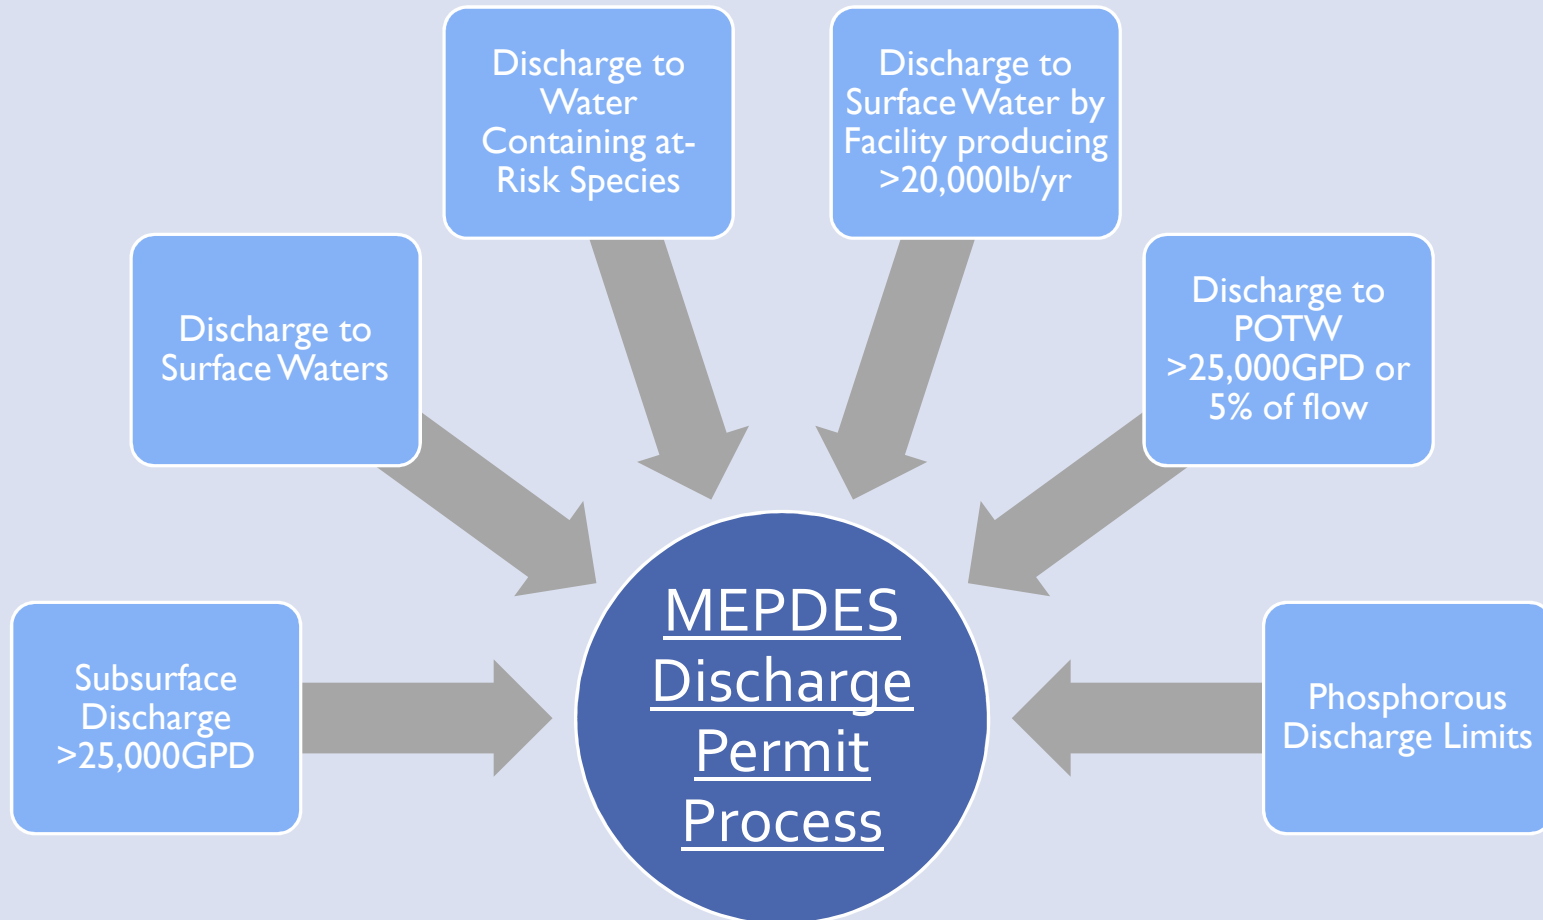 Discharge to
Water
Containing at-
Risk Species
Discharge to
Surface Water by
Facility producing
>20,000lb/yr
Discharge to
Surface Waters
Discharge to
POTW
>25,000GPD or
5% of flow
Subsurface
Discharge
>25,000GPD
MEPDES
Discharge
Permit
Process
Phosphorous
Discharge Limits